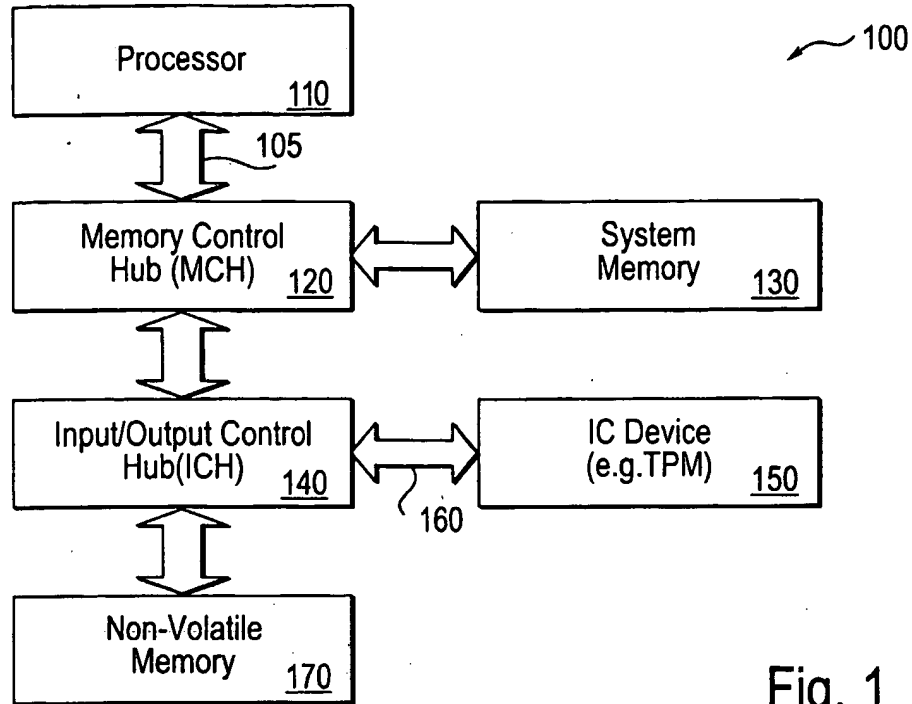 Processor
110
100
105
Memory Control
Hub (MCH)
120
System
Memory
130
Input/Output Control
Hub(ICH)
140
IC Device
(e.g.TPM)
150
160
Non-Volatile
Memory
170
Fig. 1